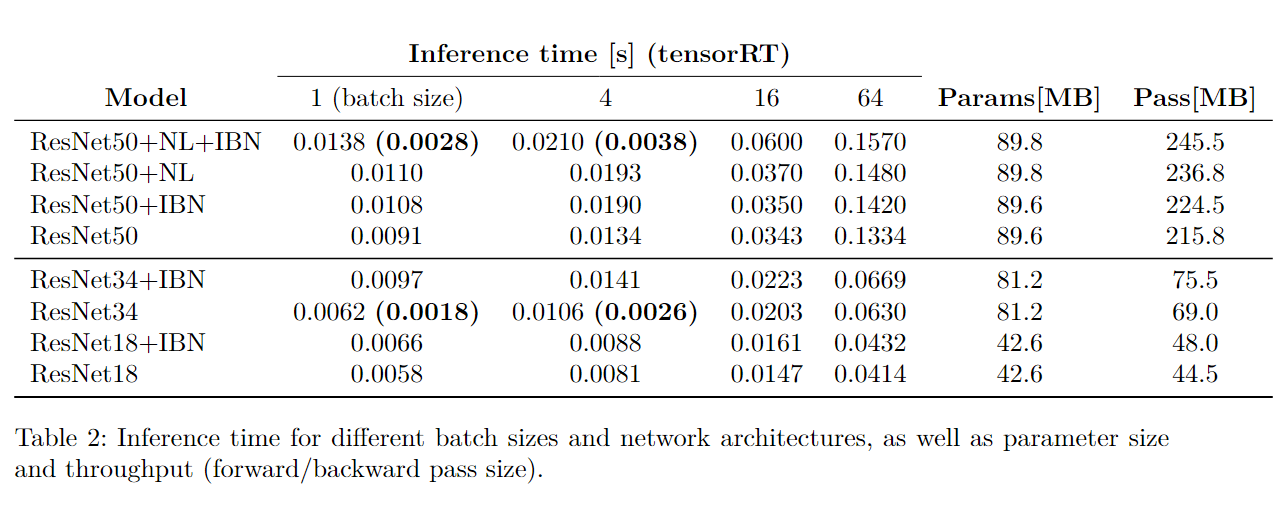 Inference time [s] (tensorRT)
Model 1 (batch size) 4 16 64 Params[MB] Pass[MB]
ResNet50+NL+IBN 0.0138 (0.0028) 0.0210 (0.0038) 0.0600 0.1570 89.8 245.5
ResNet50+NL 0.0110 0.0193 0.0370 0.1480 89.8 236.8
ResNet50+IBN 0.0108 0.0190 0.0350 0.1420 89.6 224.5
ResNet50 0.0091 0.0134 0.0343 0.1334 89.6 215.8
ResNet34+IBN 0.0097 0.0141 0.0223 0.0669 81.2 75.5
ResNet34 0.0062 (0.0018) 0.0106 (0.0026) 0.0203 0.0630 81.2 69.0
ResNet18+IBN 0.0066 0.0088 0.0161 0.0432 42.6 48.0
ResNet18 0.0058 0.0081 0.0147 0.0414 42.6 44.5
Table 2: Inference time for different batch sizes and network architectures, as well as parameter size
and throughput (forward/backward pass size).